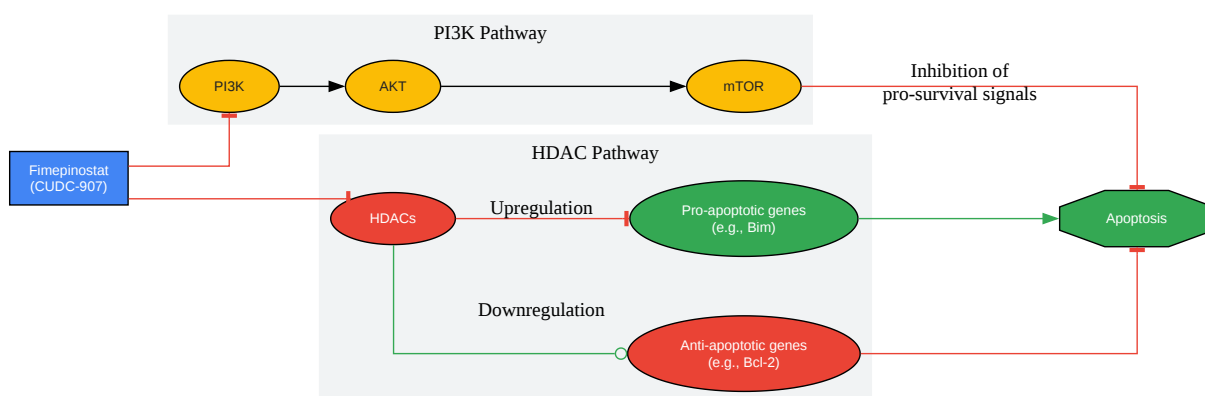 PI3K Pathway
PI3K
AKT
mTOR
Inhibition of
pro-survival signals
HDAC Pathway
Fimepinostat
(CUDC-907)
HDACs
Upregulation
Pro-apoptotic genes
(e.g., Bim)
Apoptosis
Downregulation
Anti-apoptotic genes
(e.g., Bcl-2)